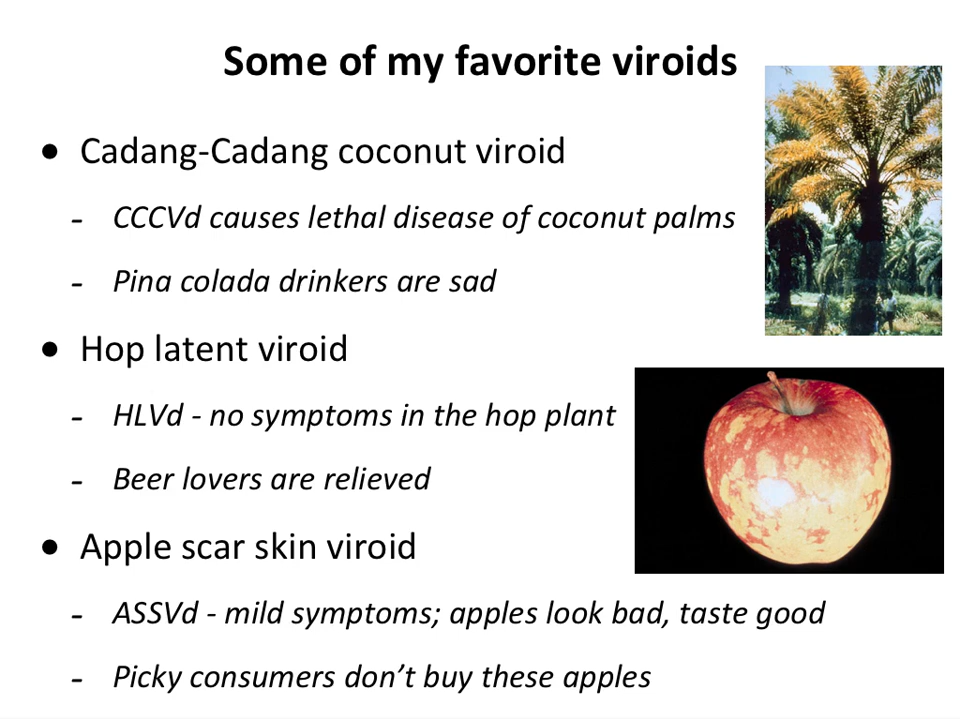 Some of my favorite viroids
• Cadang-Cadang coconut viroid
- CCCVd causes lethal disease of coconut palms
- Pina colada drinkers are sad
• Hop latent viroid
- HLVd - no symptoms in the hop plant
- Beer lovers are relieved
• Apple scar skin viroid
- ASSVd - mild symptoms; apples look bad, taste good
- Picky consumers don’t buy these apples